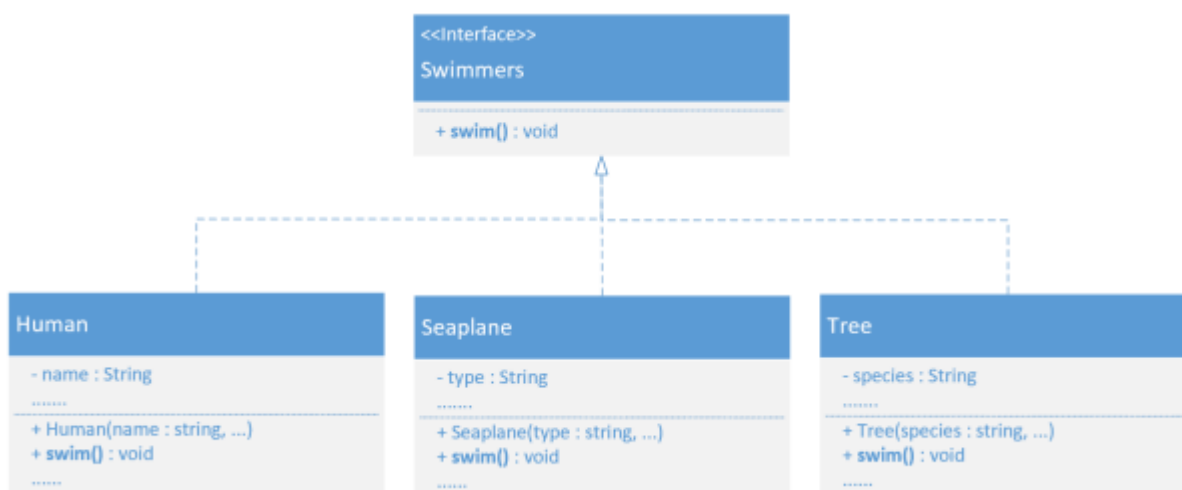 <<Interface>>
Swimmers
+ swim() : void
Human
- name : String
.......
+ Human(name : string, ...)
+ swim() : void
......
Seaplane
- type : String
.......
+ Seaplane(type : string, ...)
+ swim() : void
......
Tree
- species : String
.......
+ Tree(species : string, ...)
+ swim() : void
......